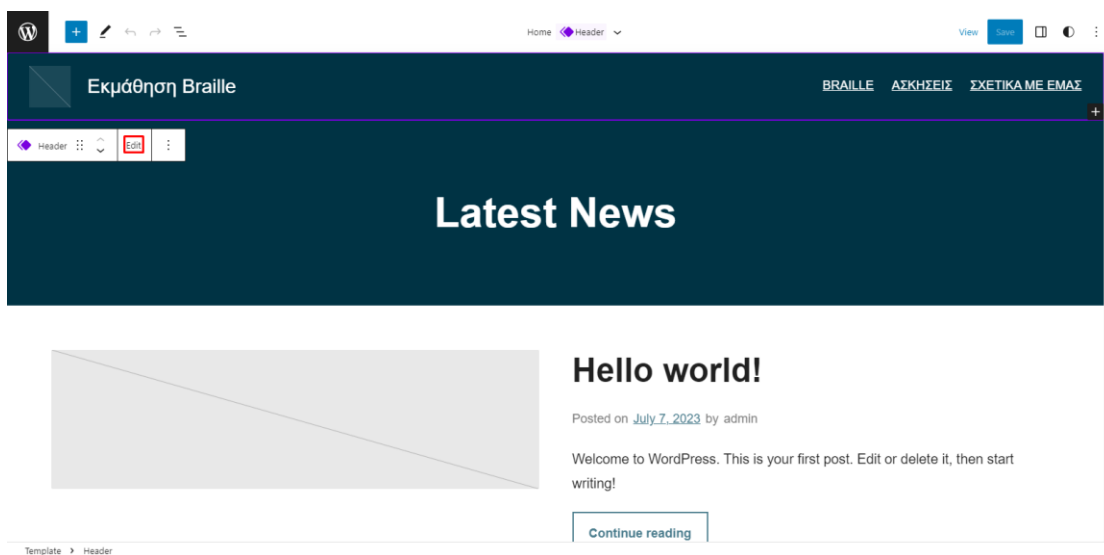 Home Header
View Save
Εκμάθηση Braille
BRAILLE ΑΣΚΗΣΕΙΣ ΣΧΕΤΙΚΑ ΜΕ ΕΜΑΣ
Header Edit
Latest News
Hello world!
Posted on July 7, 2023 by admin
Welcome to WordPress. This is your first post. Edit or delete it, then start
writing!
Continue reading
Template > Header